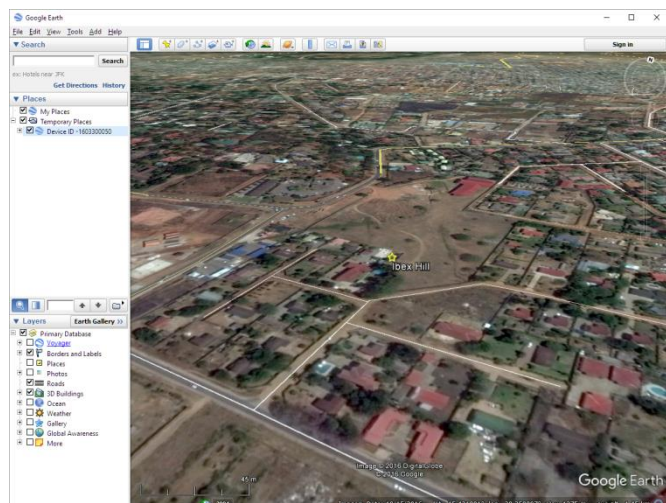 Google Earth
File Edit View Tools Add Help
Search
Search
ex: Hotels near JFK
Get Directions History
Places
My Places
Temporary Places
Device ID -1603300050
Layers
Earth Gallery >>
Primary Database
Voyager
Borders and Labels
Places
Photos
Roads
3D Buildings
Ocean
Weather
Gallery
Global Awareness
More
Sign in
N
Ibex Hill
Image © 2016 DigitalGlobe
© 2016 Google
45 m
Google Earth